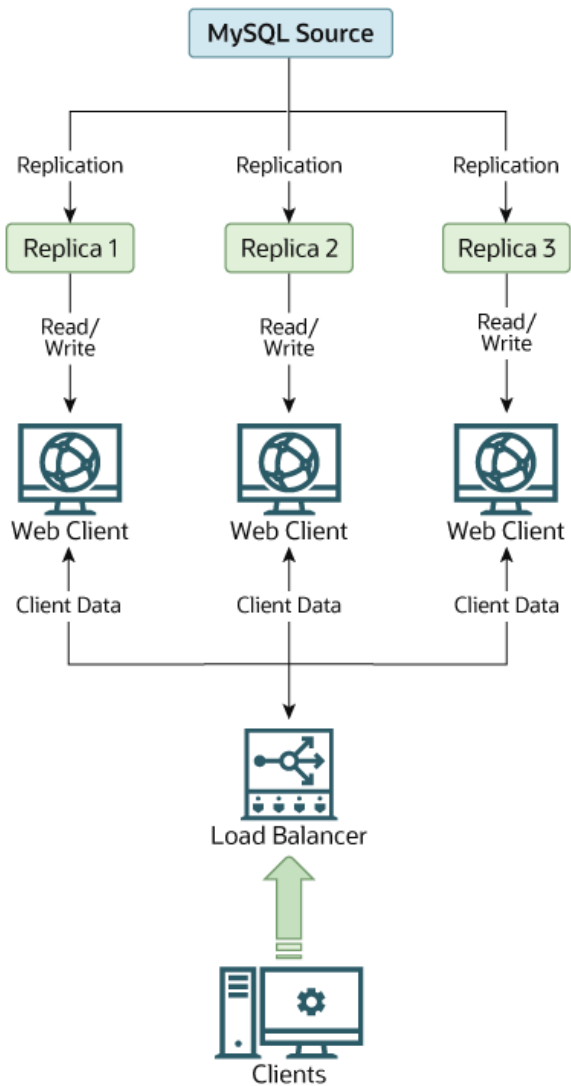 MySQL Source
Replication
Replication
Replication
Replica 1
Replica 2
Replica 3
Read/
Write
Read/
Write
Read/
Write
Web Client
Web Client
Web Client
Client Data
Client Data
Client Data
Load Balancer
Clients